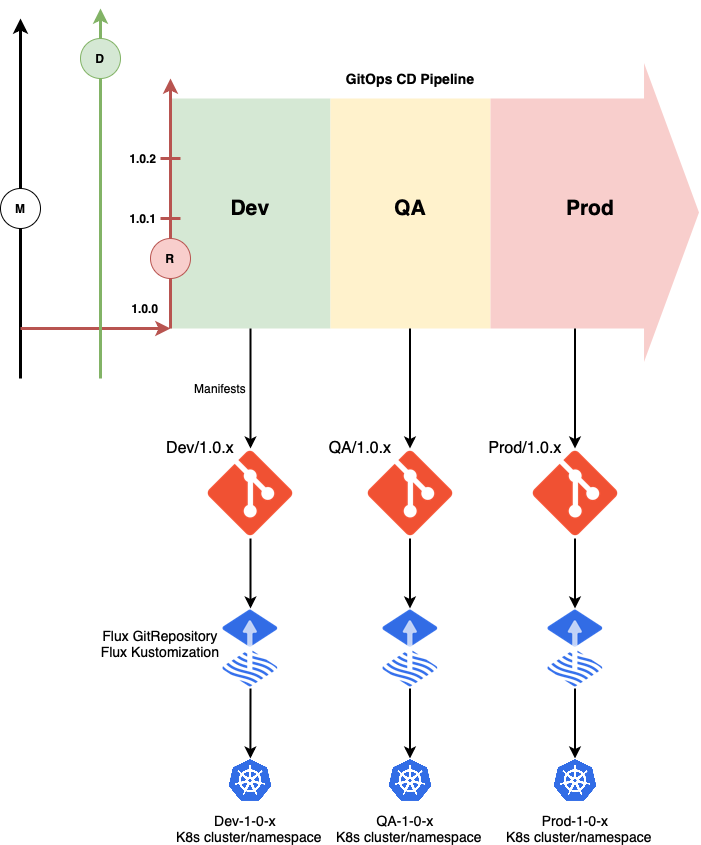 D
GitOps CD Pipeline
1.0.2
M
Dev
QA
Prod
1.0.1
R
1.0.0
Manifests
Dev/1.0.x
QA/1.0.x
Prod/1.0.x
Flux GitRepository
Flux Kustomization
Dev-1-0-x
K8s cluster/namespace
QA-1-0-x
K8s cluster/namespace
Prod-1-0-x
K8s cluster/namespace